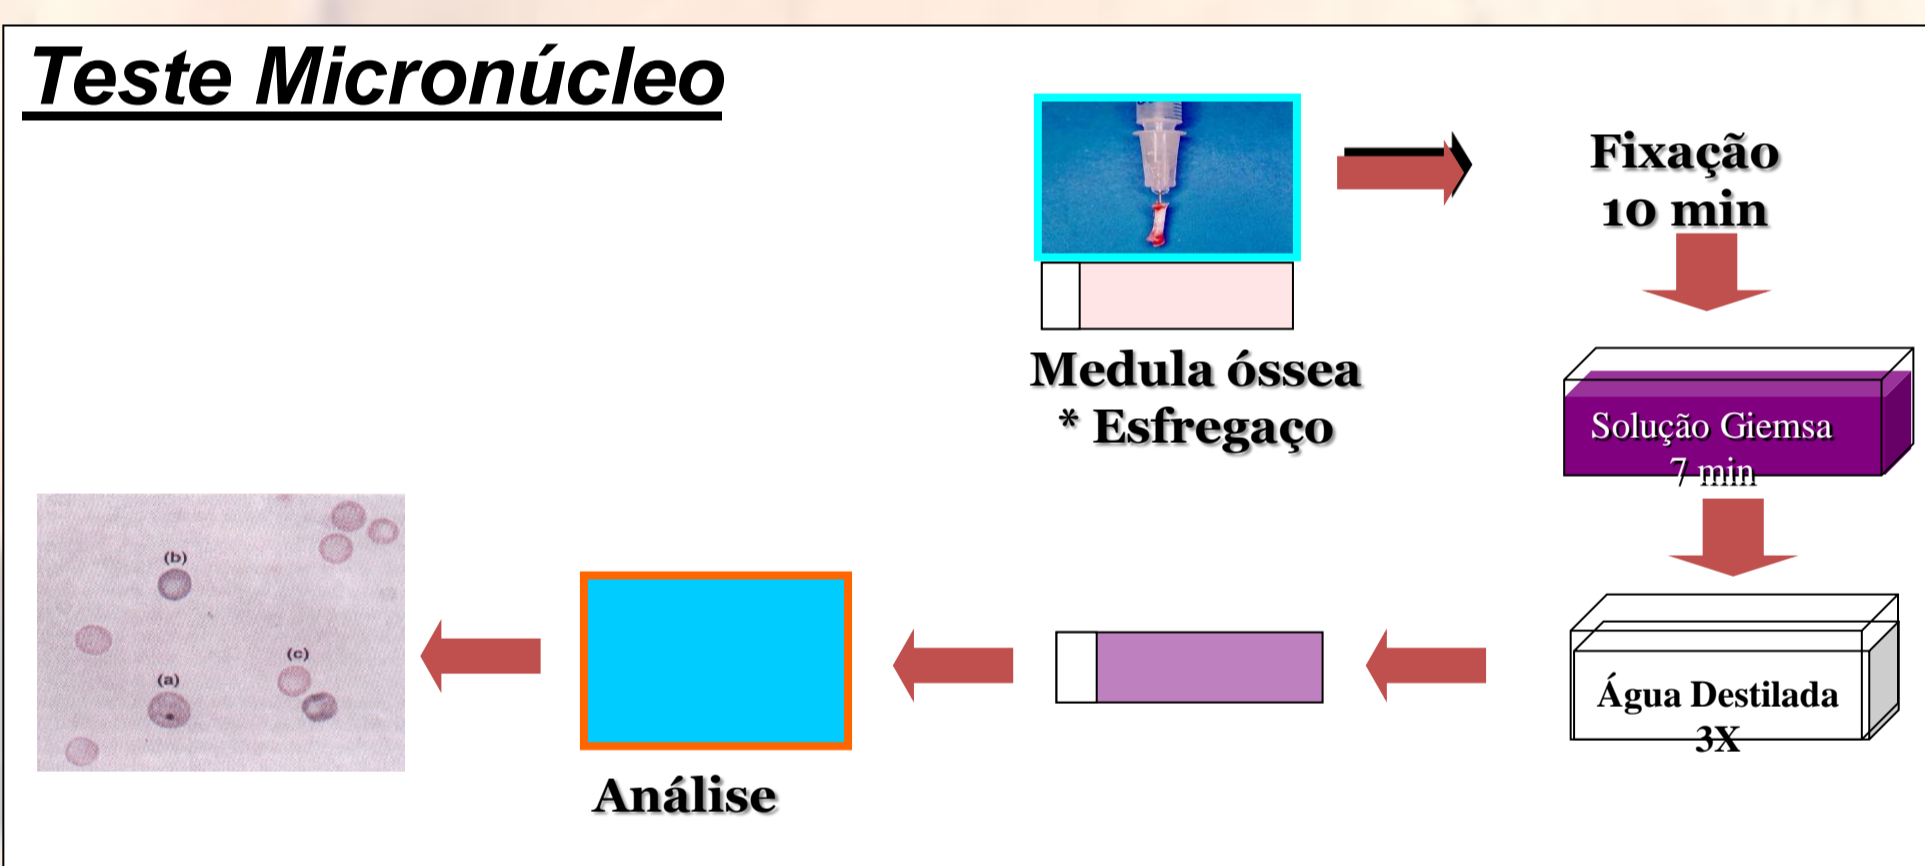 Teste Micronúcleo
Fixação
10 min
Medula óssea
* Esfregaço
Solução Giemsa
7 min
Água Destilada
3X
Análise
(b)
(c)
(a)